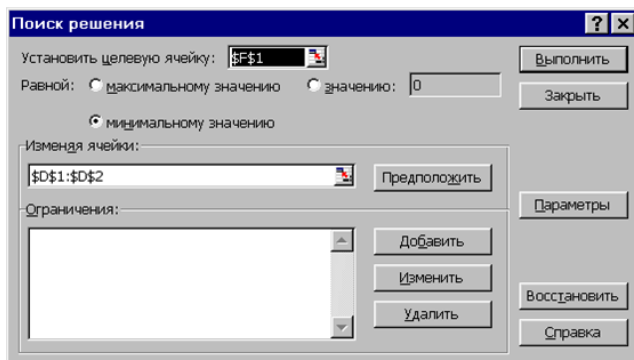 Поиск решения
Установить целевую ячейку: $F$1
Выполнить
Равной: максимальному значению значению: 0
Закрыть
минимальному значению
Изменяя ячейки:
$D$1:$D$2
Предположить
Ограничения:
Параметры
Добавить
Изменить
Восстановить
Удалить
Справка